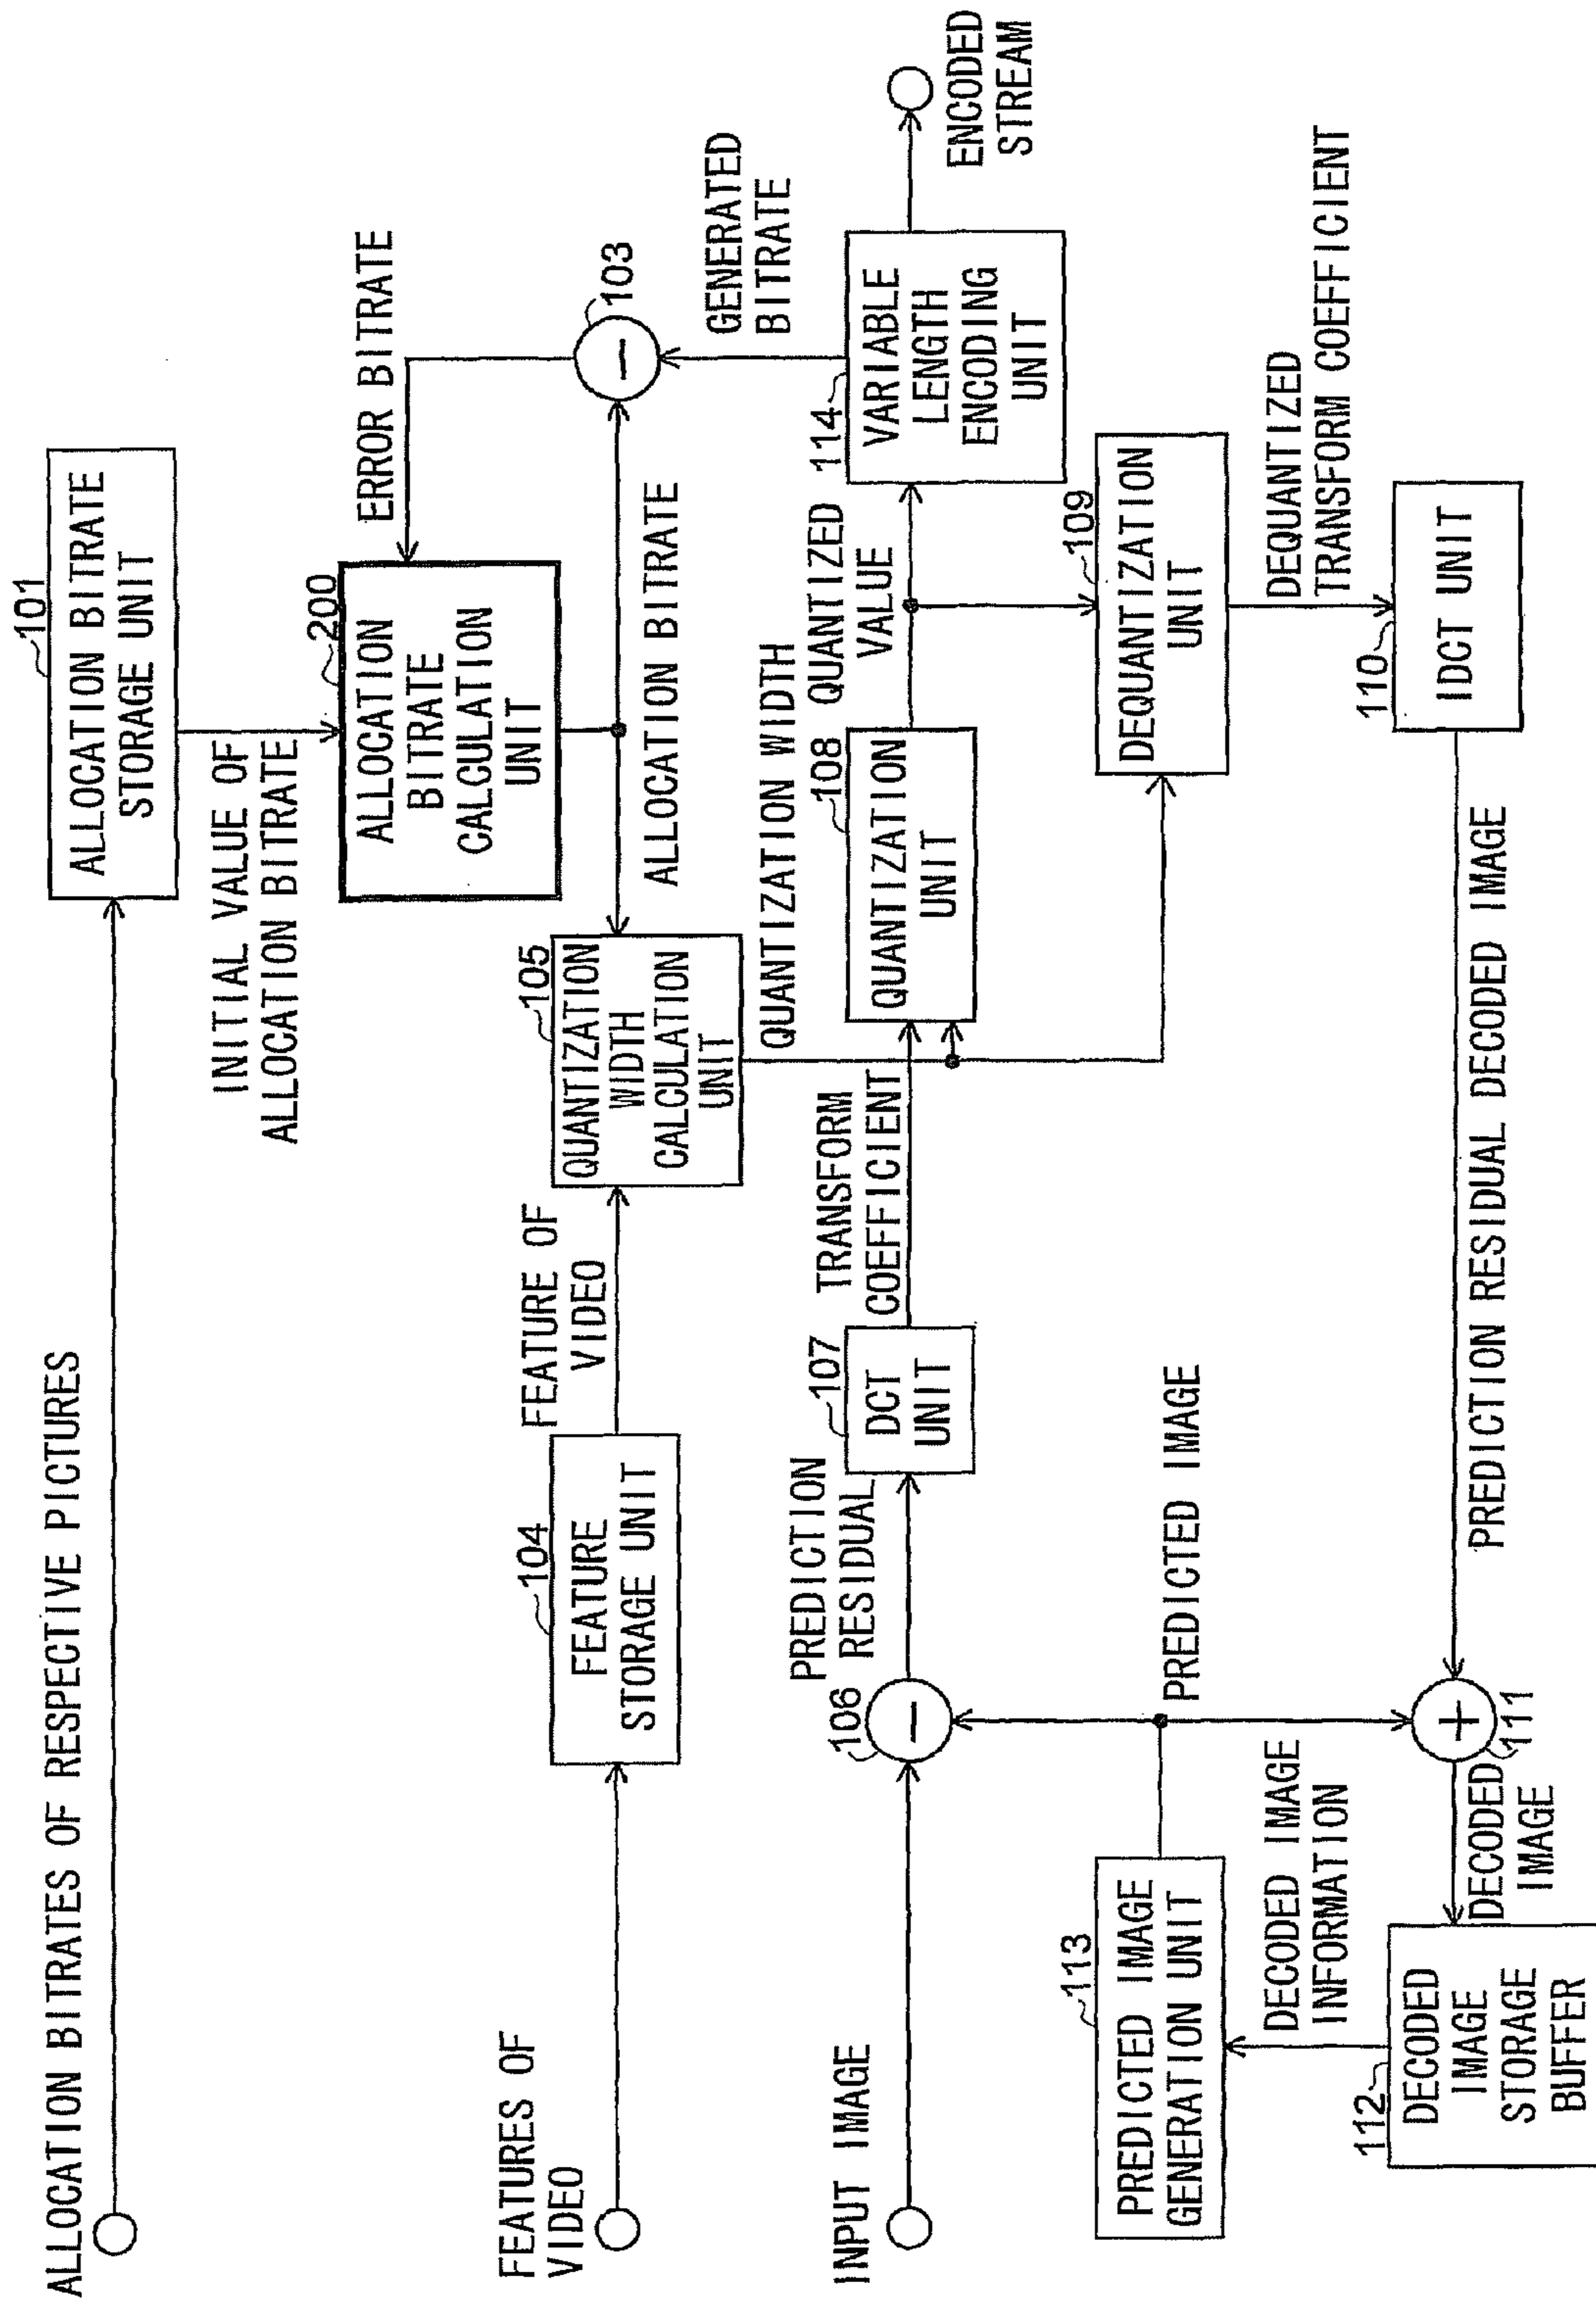 ALLOCATION BITRATES OF RESPECTIVE PICTURES
101
ALLOCATION BITRATE
STORAGE UNIT
INITIAL VALUE OF
ALLOCATION BITRATE
200
ALLOCATION
BITRATE
CALCULATION
UNIT
ERROR BITRATE
103
−
ALLOCATION BITRATE
GENERATED
BITRATE
FEATURES OF
VIDEO
104
FEATURE
STORAGE UNIT
FEATURE OF
VIDEO
105
QUANTIZATION
WIDTH
CALCULATION
UNIT
QUANTIZATION WIDTH
INPUT IMAGE
106
−
PREDICTION
RESIDUAL
107
DCT
UNIT
TRANSFORM
COEFFICIENT
108
QUANTIZATION
UNIT
QUANTIZED
VALUE
114
VARIABLE
LENGTH
ENCODING
UNIT
ENCODED
STREAM
113
PREDICTED IMAGE
GENERATION UNIT
PREDICTED IMAGE
109
DEQUANTIZATION
UNIT
DEQUANTIZED
TRANSFORM COEFFICIENT
DECODED IMAGE
INFORMATION
112
DECODED
IMAGE
STORAGE
BUFFER
DECODED
IMAGE
+
111
PREDICTION RESIDUAL DECODED IMAGE
110
IDCT UNIT